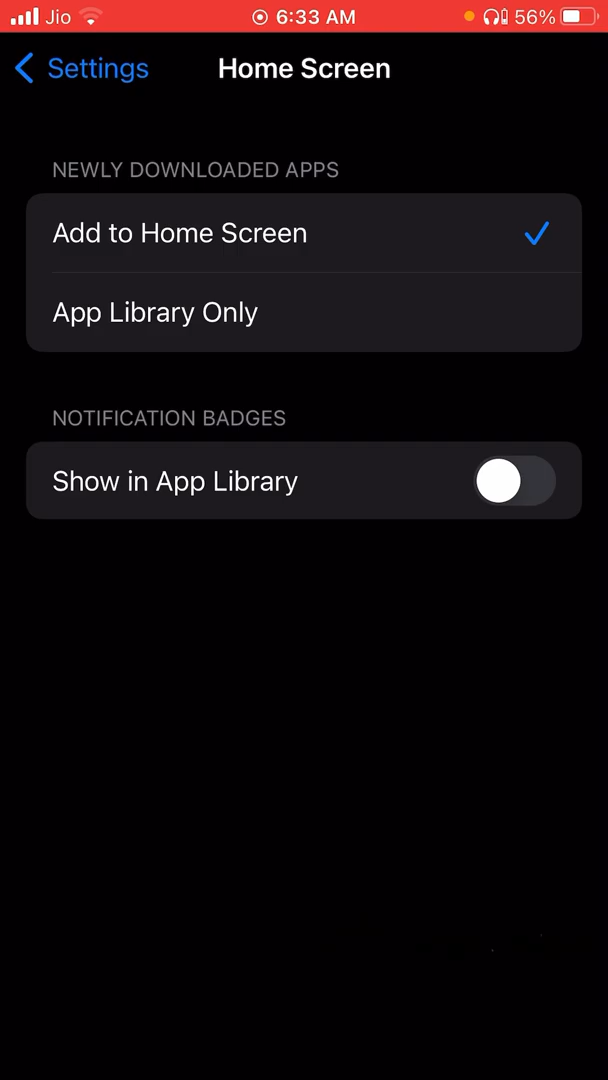 Jio 6:33 AM 56%
Settings Home Screen
NEWLY DOWNLOADED APPS
Add to Home Screen
App Library Only
NOTIFICATION BADGES
Show in App Library